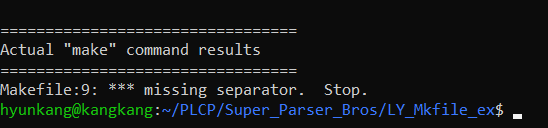 ==================================
Actual "make" command results
==================================
Makefile:9: *** missing separator.  Stop.
hyunkang@kangkang:~/PLCP/Super_Parser_Bros/LY_Mkfile_ex$